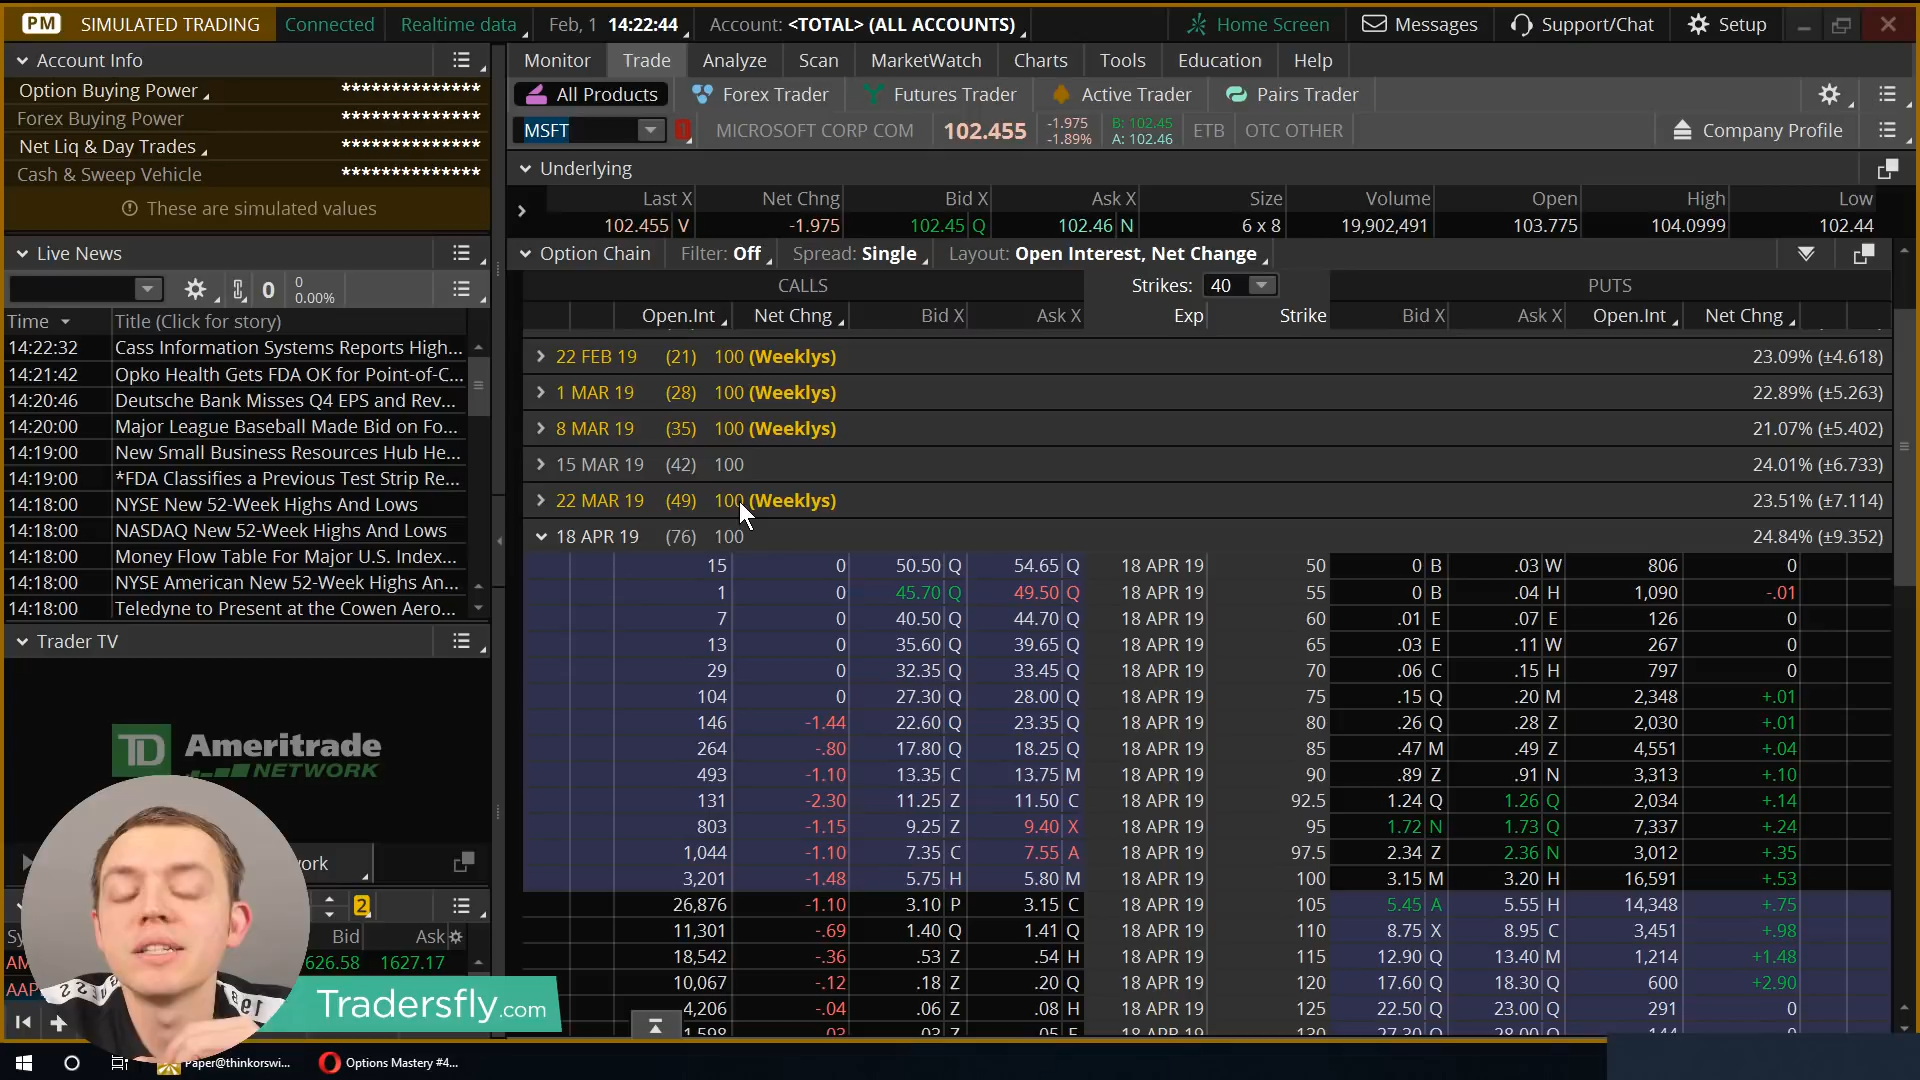 PM SIMULATED TRADING Connected Realtime data Feb, 1 14:22:44 Account: <TOTAL> (ALL ACCOUNTS) Home Screen Messages Support/Chat Setup
Account Info
Option Buying Power **************
Forex Buying Power **************
Net Liq & Day Trades **************
Cash & Sweep Vehicle **************
These are simulated values
Live News
0 0
0.00%
Time Title (Click for story)
14:22:32 Cass Information Systems Reports High...
14:21:42 Opko Health Gets FDA OK for Point-of-C...
14:20:46 Deutsche Bank Misses Q4 EPS and Rev...
14:20:00 Major League Baseball Made Bid on Fo...
14:19:00 New Small Business Resources Hub He...
14:19:00 *FDA Classifies a Previous Test Strip Re...
14:18:00 NYSE New 52-Week Highs And Lows
14:18:00 NASDAQ New 52-Week Highs And Lows
14:18:00 Money Flow Table For Major U.S. Index...
14:18:00 NYSE American New 52-Week Highs An...
14:18:00 Teledyne to Present at the Cowen Aero...
Trader TV
TD Ameritrade
NETWORK
2
Bid Ask
626.58 1627.17
Tradersfly.com
Monitor Trade Analyze Scan MarketWatch Charts Tools Education Help
All Products Forex Trader Futures Trader Active Trader Pairs Trader
MSFT MICROSOFT CORP COM 102.455 -1.975 B: 102.45 ETB OTC OTHER Company Profile
-1.89% A: 102.46
Underlying
Last X Net Chng Bid X Ask X Size Volume Open High Low
102.455 V -1.975 102.45 Q 102.46 N 6 x 8 19,902,491 103.775 104.0999 102.44
Option Chain Filter: Off Spread: Single Layout: Open Interest, Net Change
CALLS Strikes: 40 PUTS
Open.Int Net Chng Bid X Ask X Exp Strike Bid X Ask X Open.Int Net Chng
22 FEB 19 (21) 100 (Weeklys) 23.09% (±4.618)
1 MAR 19 (28) 100 (Weeklys) 22.89% (±5.263)
8 MAR 19 (35) 100 (Weeklys) 21.07% (±5.402)
15 MAR 19 (42) 100 24.01% (±6.733)
22 MAR 19 (49) 100 (Weeklys) 23.51% (±7.114)
18 APR 19 (76) 100 24.84% (±9.352)
15 0 50.50 Q 54.65 Q 18 APR 19 50 0 B .03 W 806 0
1 0 45.70 Q 49.50 Q 18 APR 19 55 0 B .04 H 1,090 -.01
7 0 40.50 Q 44.70 Q 18 APR 19 60 .01 E .07 E 126 0
13 0 35.60 Q 39.65 Q 18 APR 19 65 .03 E .11 W 267 0
29 0 32.35 Q 33.45 Q 18 APR 19 70 .06 C .15 H 797 0
104 0 27.30 Q 28.00 Q 18 APR 19 75 .15 Q .20 M 2,348 +.01
146 -1.44 22.60 Q 23.35 Q 18 APR 19 80 .26 Q .28 Z 2,030 +.01
264 -.80 17.80 Q 18.25 Q 18 APR 19 85 .47 M .49 Z 4,551 +.04
493 -1.10 13.35 C 13.75 M 18 APR 19 90 .89 Z .91 N 3,313 +.10
131 -2.30 11.25 Z 11.50 C 18 APR 19 92.5 1.24 Q 1.26 Q 2,034 +.14
803 -1.15 9.25 Z 9.40 X 18 APR 19 95 1.72 N 1.73 Q 7,337 +.24
1,044 -1.10 7.35 C 7.55 A 18 APR 19 97.5 2.34 Z 2.36 N 3,012 +.35
3,201 -1.48 5.75 H 5.80 M 18 APR 19 100 3.15 M 3.20 H 16,591 +.53
26,876 -1.10 3.10 P 3.15 C 18 APR 19 105 5.45 A 5.55 H 14,348 +.75
11,301 -.69 1.40 Q 1.41 Q 18 APR 19 110 8.75 X 8.95 C 3,451 +.98
18,542 -.36 .53 Z .54 H 18 APR 19 115 12.90 Q 13.40 M 1,214 +1.48
10,067 -.12 .18 Z .20 Q 18 APR 19 120 17.60 Q 18.30 Q 600 +2.90
4,206 -.04 .06 Z .08 H 18 APR 19 125 22.50 Q 23.00 Q 291 0
Paper@thinkorswi... Options Mastery #4...